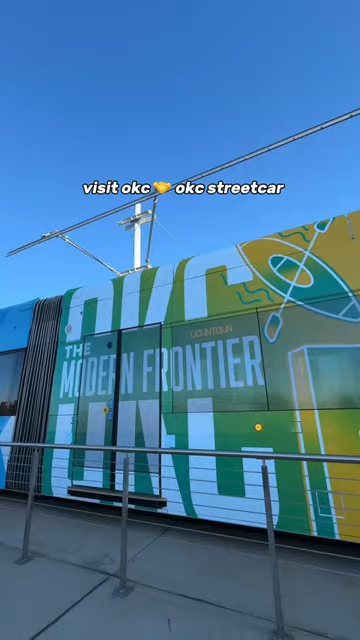 visit okc 🤝 okc streetcar
OKC
DOWNTOWN
THE
MODERN FRONTIER